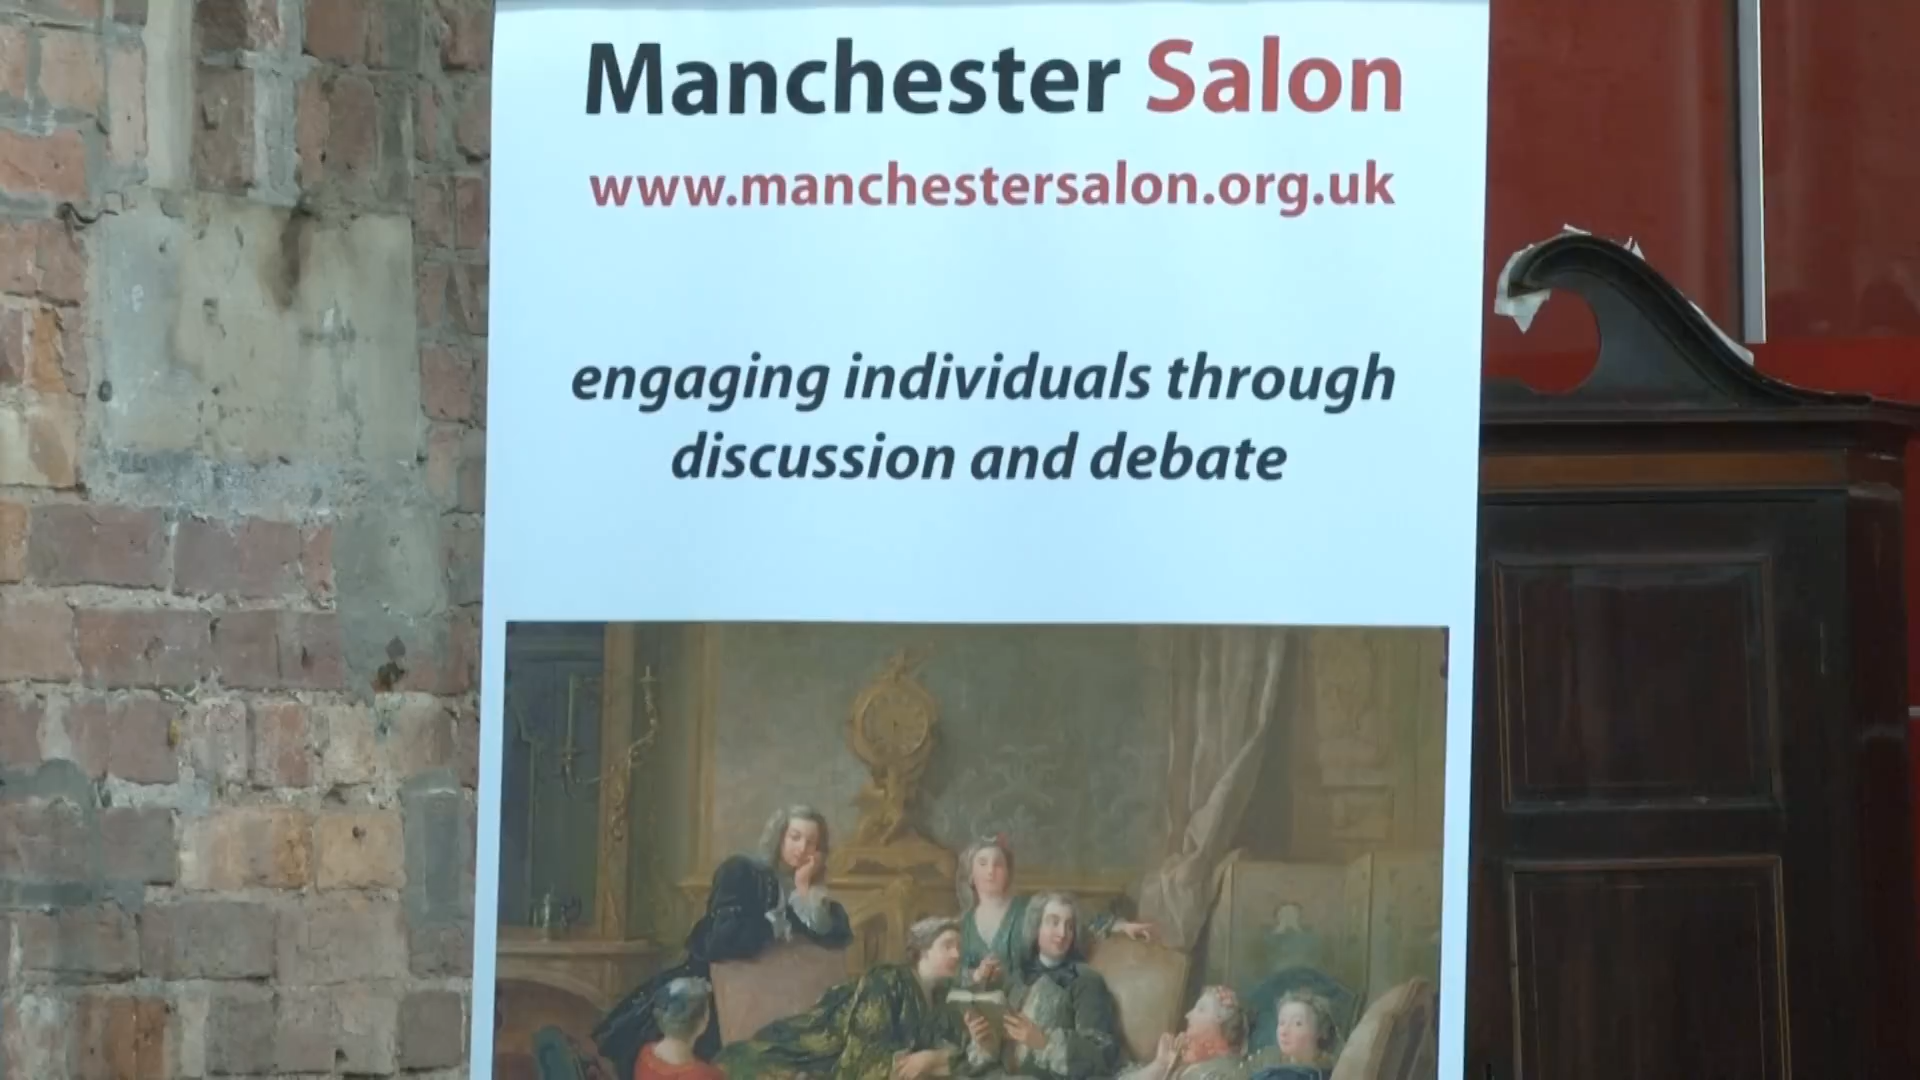 Manchester Salon
www.manchestersalon.org.uk
engaging individuals through
discussion and debate